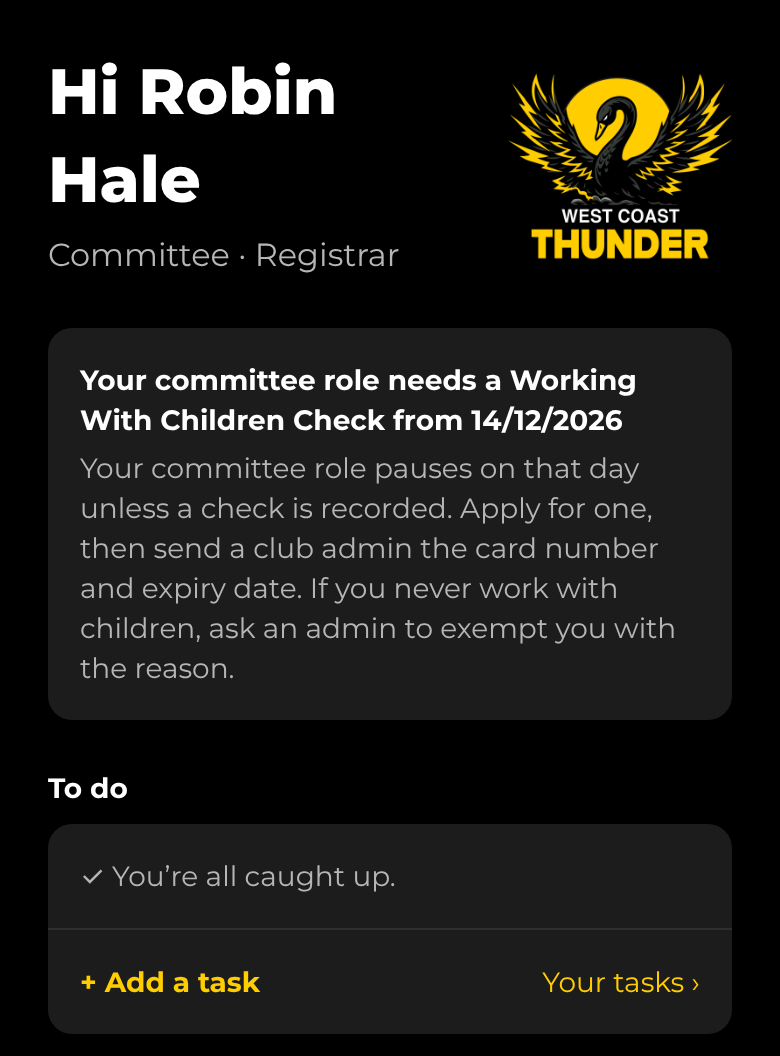 Hi Robin
Hale
Committee · Registrar
WEST COAST
THUNDER
Your committee role needs a Working
With Children Check from 14/12/2026
Your committee role pauses on that day
unless a check is recorded. Apply for one,
then send a club admin the card number
and expiry date. If you never work with
children, ask an admin to exempt you with
the reason.
To do
✓ You’re all caught up.
+ Add a task
Your tasks ›